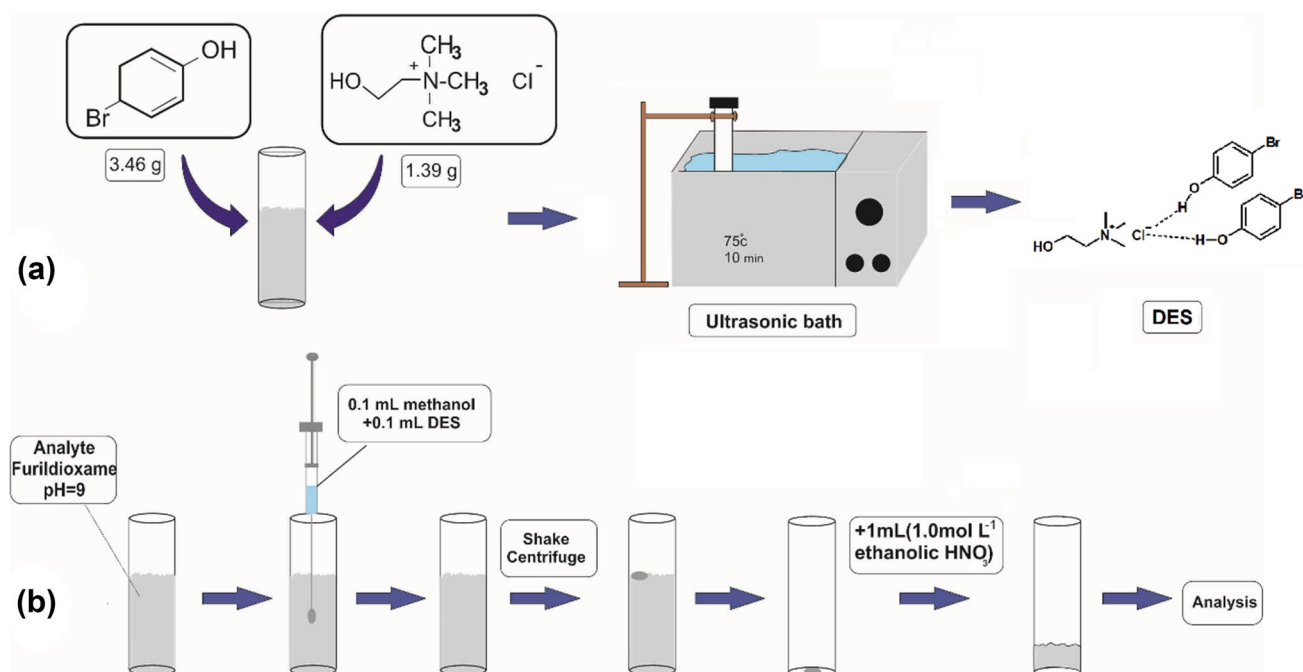 OH
Br
3.46 g
HO
+
N-CH₃
CH₃
CH₃
Cl⁻
1.39 g
75°c
10 min
Ultrasonic bath
(a)
Br
O
H
B
O
H
HO
N⁺
Cl⁻
DES
0.1 mL methanol
+0.1 mL DES
Analyte
Furildioxame
pH=9
Shake
Centrifuge
+1mL(1.0mol L⁻¹
ethanolic HNO₃)
(b)
Analysis